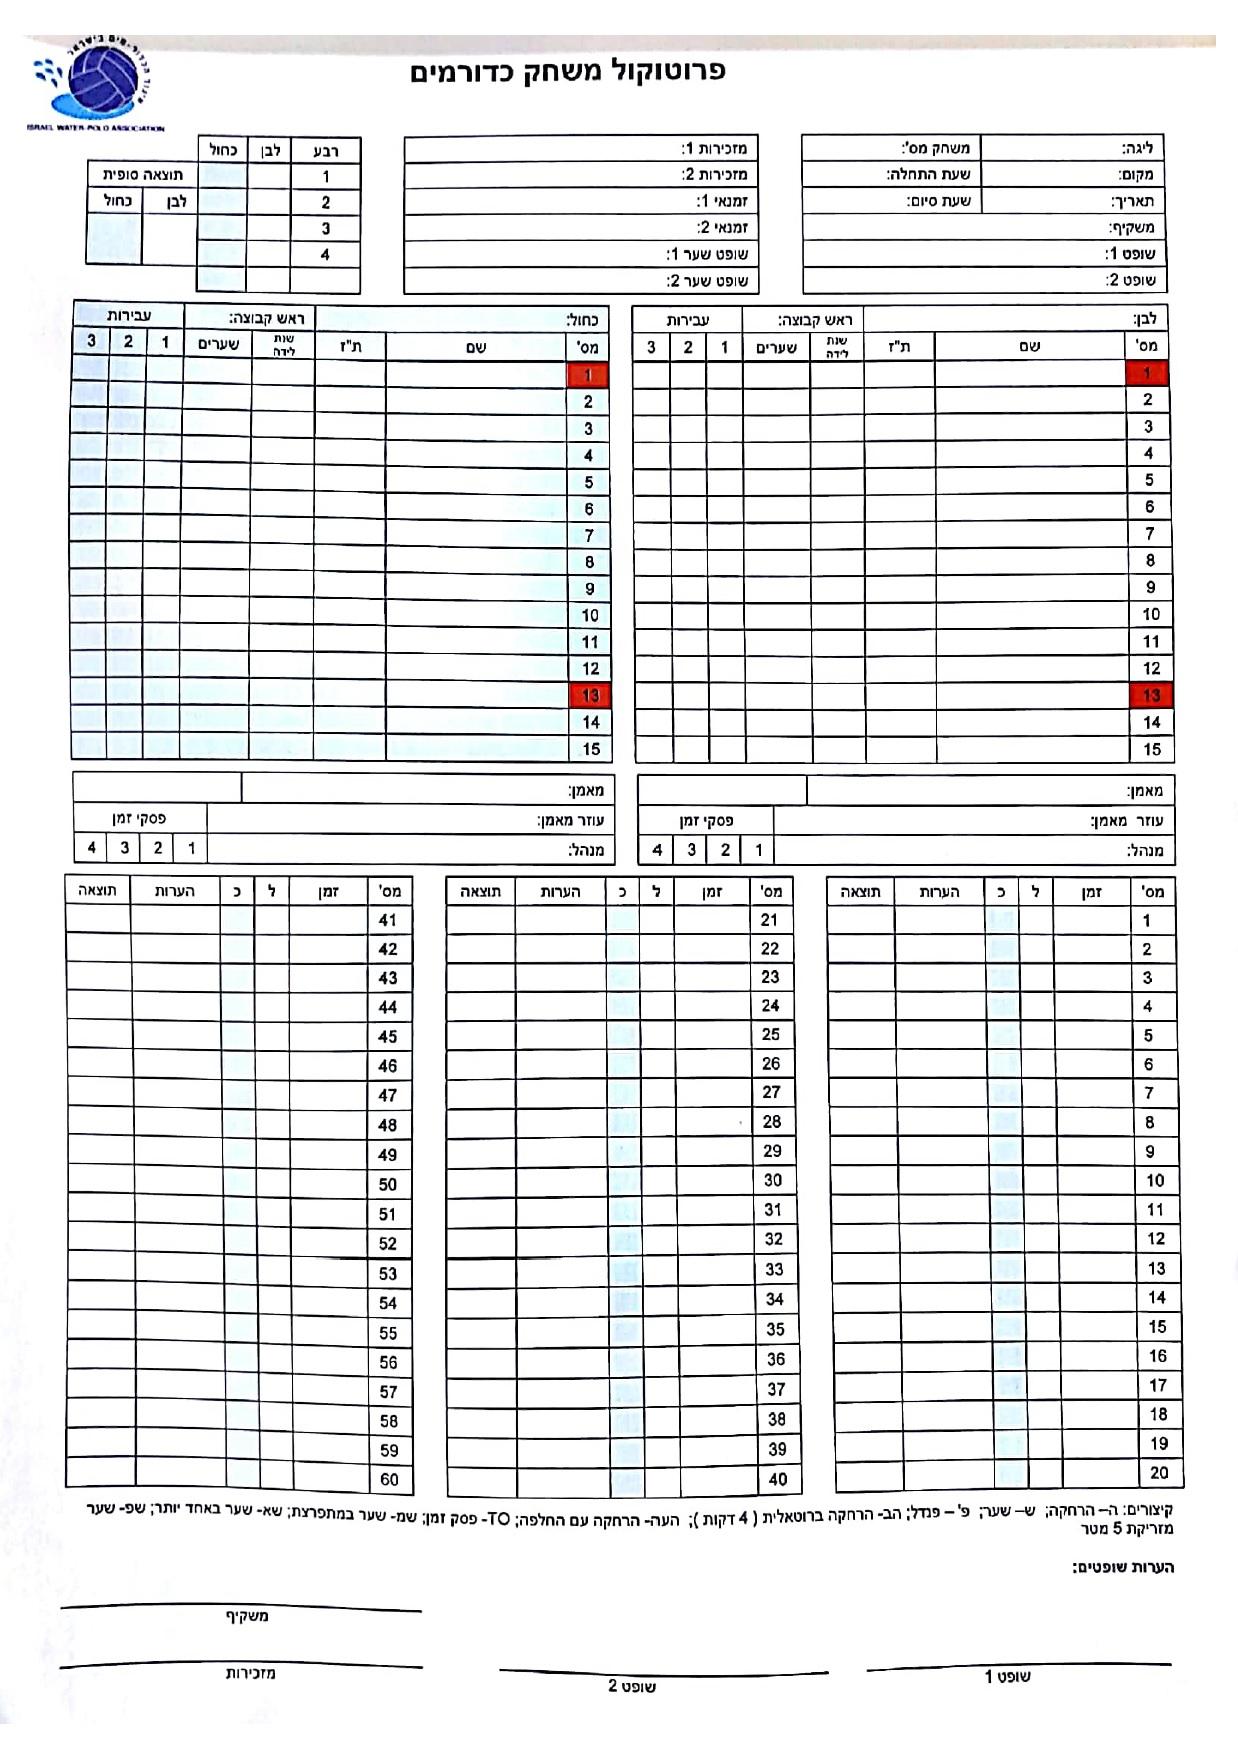 איגוד הכדור-מים בישראל
ISRAEL WATER-POLO ASSOCIATION
פרוטוקול משחק כדורמים
ליגה: משחק מס':
מקום: שעת התחלה:
תאריך: שעת סיום:
משקיף:
שופט 1:
שופט 2:
מזכירות 1:
מזכירות 2:
זמנאי 1:
זמנאי 2:
שופט שער 1:
שופט שער 2:
רבע לבן כחול
1
2
3
4
תוצאה סופית
לבן כחול
לבן: ראש קבוצה: עבירות
מס' שם ת"ז שנת לידה שערים 1 2 3
1
2
3
4
5
6
7
8
9
10
11
12
13
14
15
כחול: ראש קבוצה: עבירות
מס' שם ת"ז שנת לידה שערים 1 2 3
1
2
3
4
5
6
7
8
9
10
11
12
13
14
15
מאמן:
עוזר מאמן: פסקי זמן
מנהל: 1 2 3 4
מאמן:
עוזר מאמן: פסקי זמן
מנהל: 1 2 3 4
מס' זמן ל כ הערות תוצאה
1
2
3
4
5
6
7
8
9
10
11
12
13
14
15
16
17
18
19
20
מס' זמן ל כ הערות תוצאה
21
22
23
24
25
26
27
28
29
30
31
32
33
34
35
36
37
38
39
40
מס' זמן ל כ הערות תוצאה
41
42
43
44
45
46
47
48
49
50
51
52
53
54
55
56
57
58
59
60
קיצורים: ה– הרחקה; ש– שער; פ' – פנדל; הב- הרחקה ברוטאלית ( 4 דקות ); העה- הרחקה עם החלפה; TO- פסק זמן; שמ- שער במתפרצת; שא- שער באחד יותר; שפ- שער
מזריקת 5 מטר
הערות שופטים:
משקיף
שופט 1 שופט 2 מזכירות